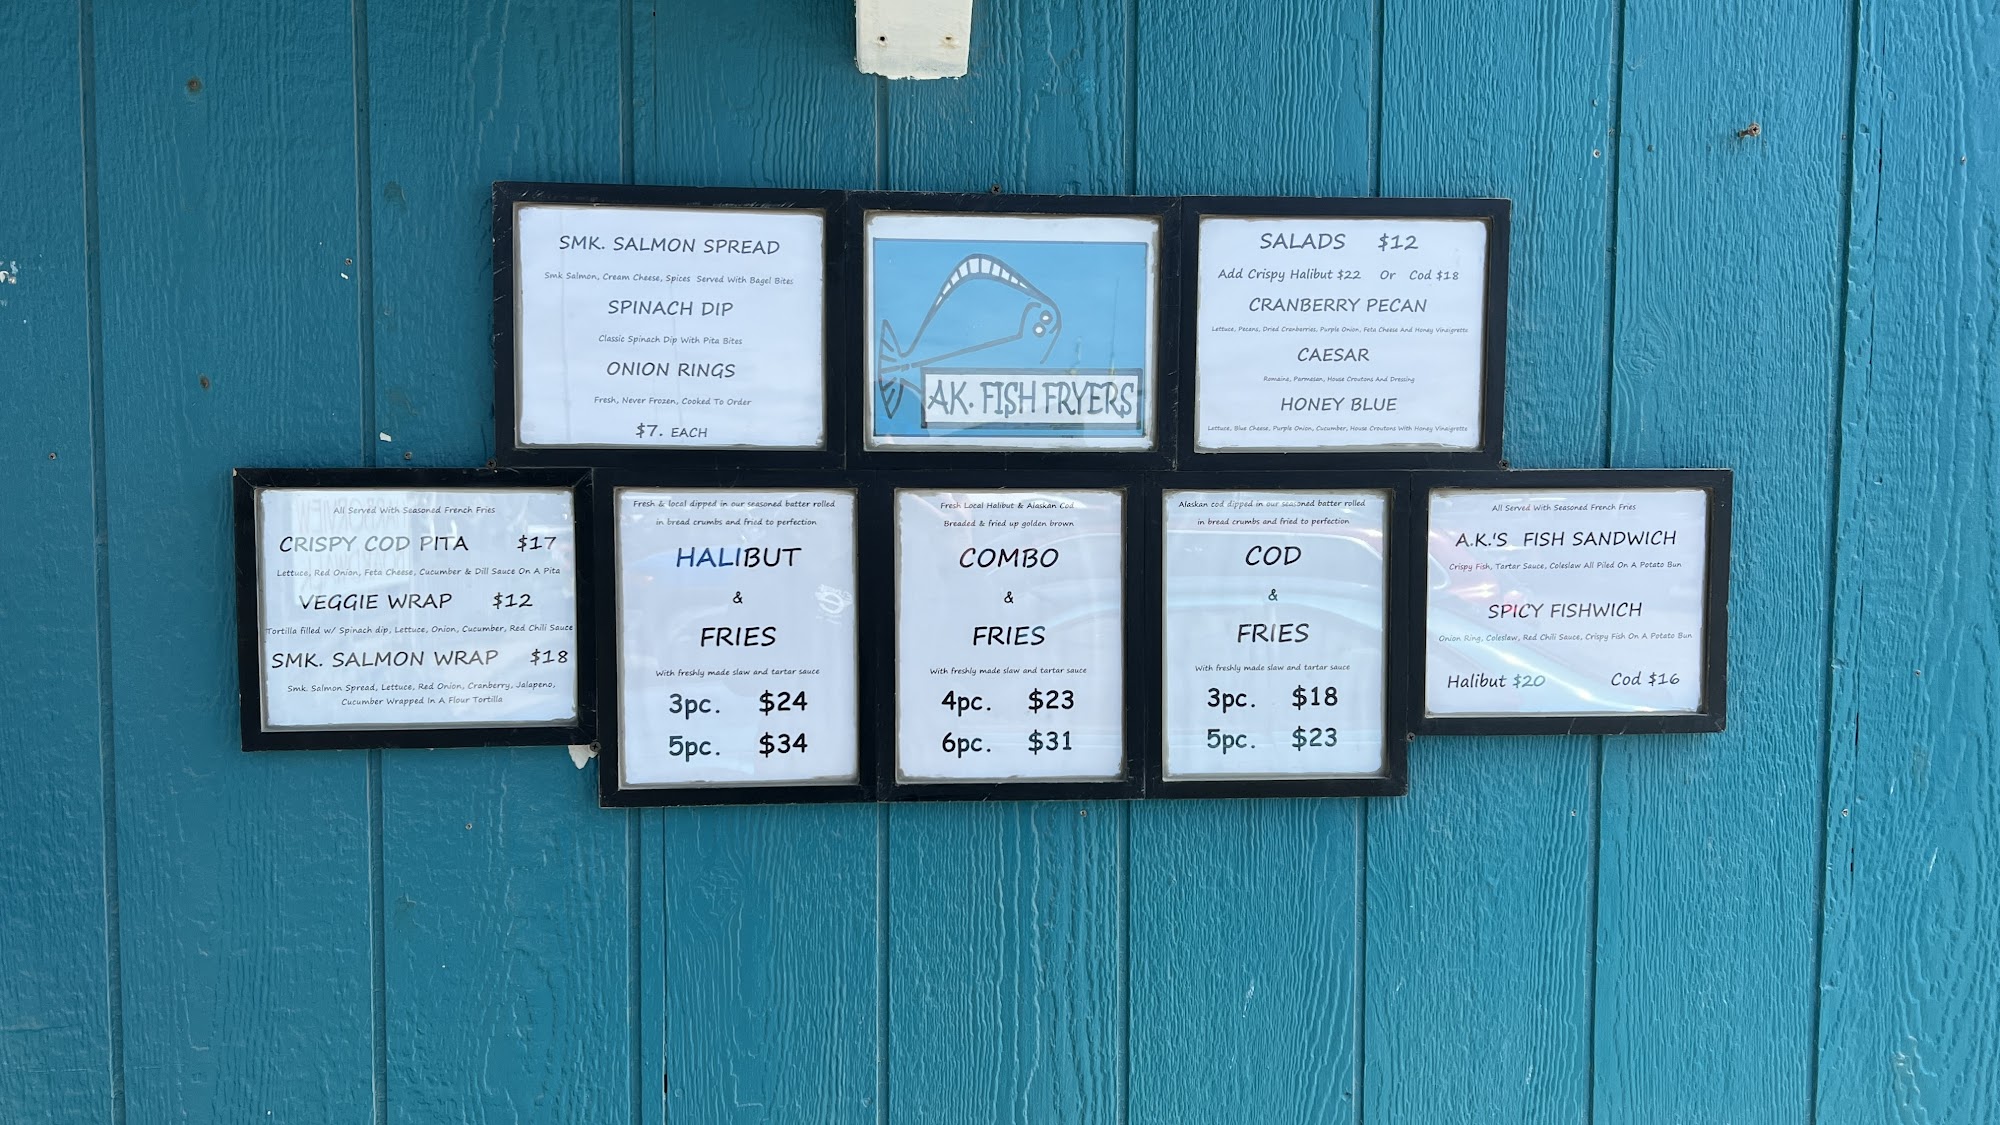 SMK. SALMON SPREAD
Smk Salmon, Cream Cheese, Spices Served With Bagel Bites
SPINACH DIP
Classic Spinach Dip With Pita Bites
ONION RINGS
Fresh, Never Frozen, Cooked To Order
$7. EACH
AK. FISH FRYERS
SALADS $12
Add Crispy Halibut $22 Or Cod $18
CRANBERRY PECAN
Lettuce, Pecans, Dried Cranberries, Purple Onion, Feta Cheese And Honey Vinaigrette
CAESAR
Romaine, Parmesan, House Croutons And Dressing
HONEY BLUE
Lettuce, Blue Cheese, Purple Onion, Cucumber, House Croutons With Honey Vinaigrette
All Served With Seasoned French Fries
CRISPY COD PITA $17
Lettuce, Red Onion, Feta Cheese, Cucumber & Dill Sauce On A Pita
VEGGIE WRAP $12
Tortilla filled w/ Spinach dip, Lettuce, Onion, Cucumber, Red Chili Sauce
SMK. SALMON WRAP $18
Smk. Salmon Spread, Lettuce, Red Onion, Cranberry, Jalapeno,
Cucumber Wrapped In A Flour Tortilla
Fresh & local dipped in our seasoned batter rolled
in bread crumbs and fried to perfection
HALIBUT
&
FRIES
With freshly made slaw and tartar sauce
3pc. $24
5pc. $34
Fresh Local Halibut & Alaskan Cod
Breaded & fried up golden brown
COMBO
&
FRIES
With freshly made slaw and tartar sauce
4pc. $23
6pc. $31
Alaskan cod dipped in our seasoned batter rolled
in bread crumbs and fried to perfection
COD
&
FRIES
With freshly made slaw and tartar sauce
3pc. $18
5pc. $23
All Served With Seasoned French Fries
A.K.'S FISH SANDWICH
Crispy Fish, Tartar Sauce, Coleslaw All Piled On A Potato Bun
SPICY FISHWICH
Onion Ring, Coleslaw, Red Chili Sauce, Crispy Fish On A Potato Bun
Halibut $20 Cod $16